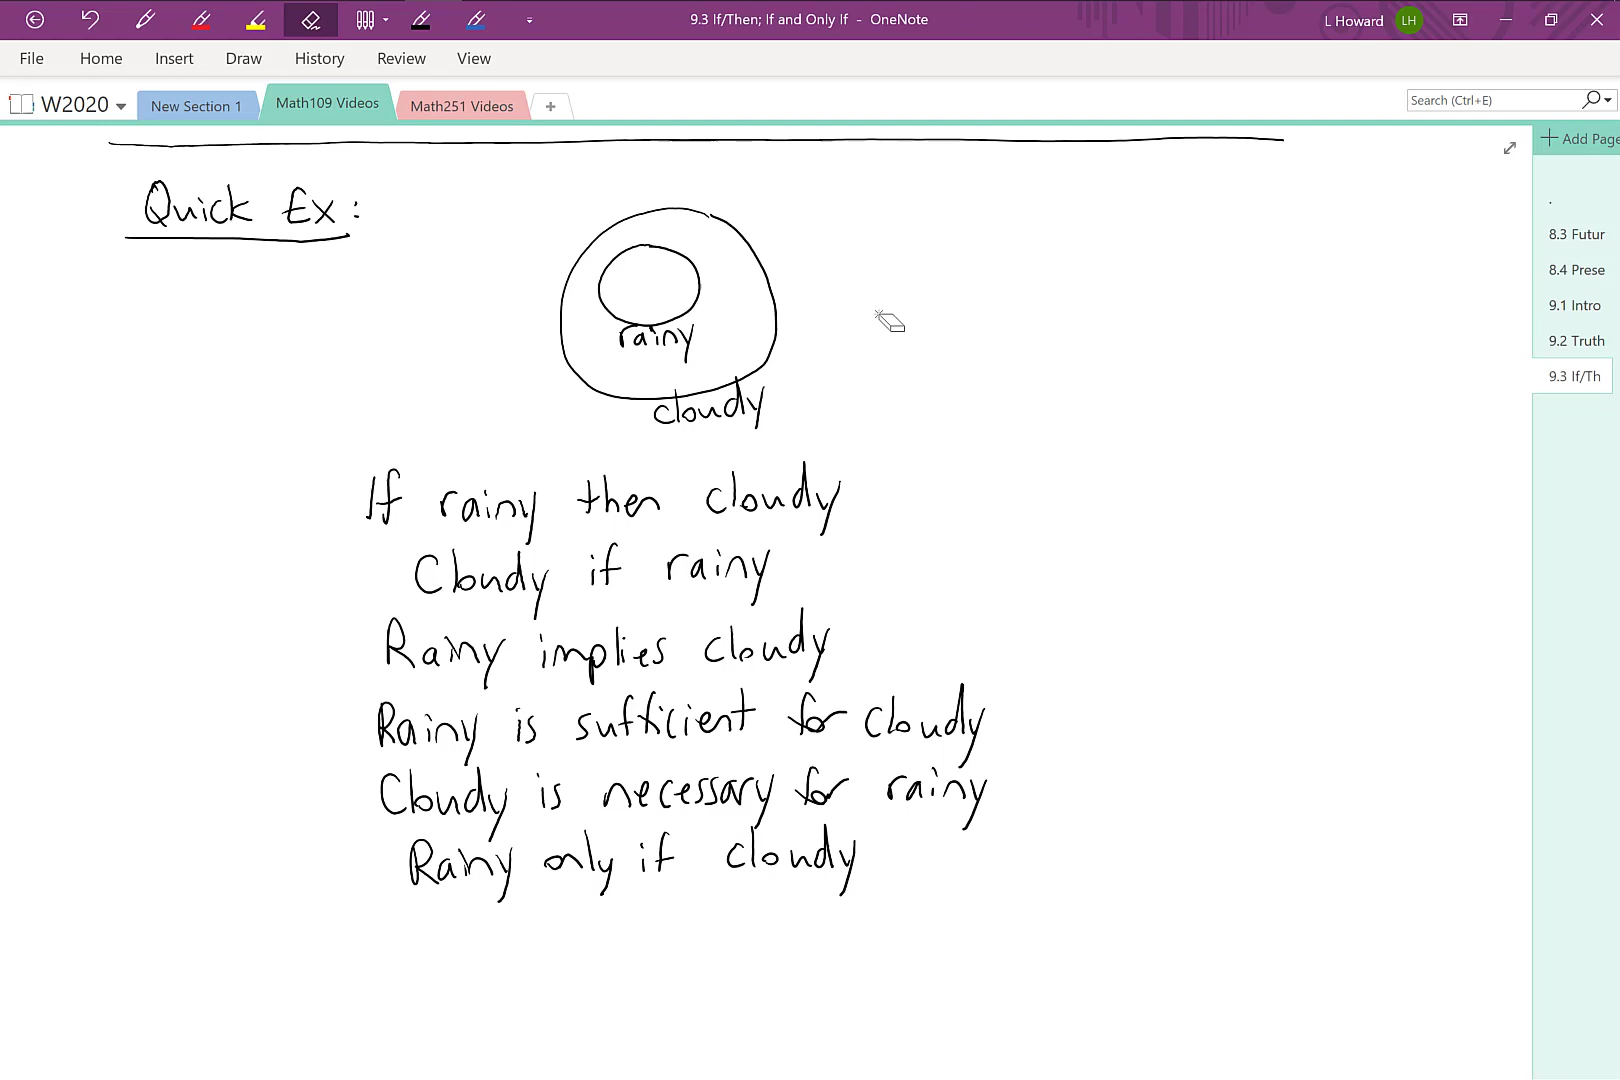 9.3 If/Then; If and Only If - OneNote
L Howard
LH
File Home Insert Draw History Review View
W2020
New Section 1
Math109 Videos
Math251 Videos
Search (Ctrl+E)
Add Page
Quick Ex:
rainy
cloudy
If rainy then cloudy
Cloudy if rainy
Rainy implies cloudy
Rainy is sufficient for cloudy
Cloudy is necessary for rainy
Rainy only if cloudy
.
8.3 Futur
8.4 Prese
9.1 Intro
9.2 Truth
9.3 If/Th